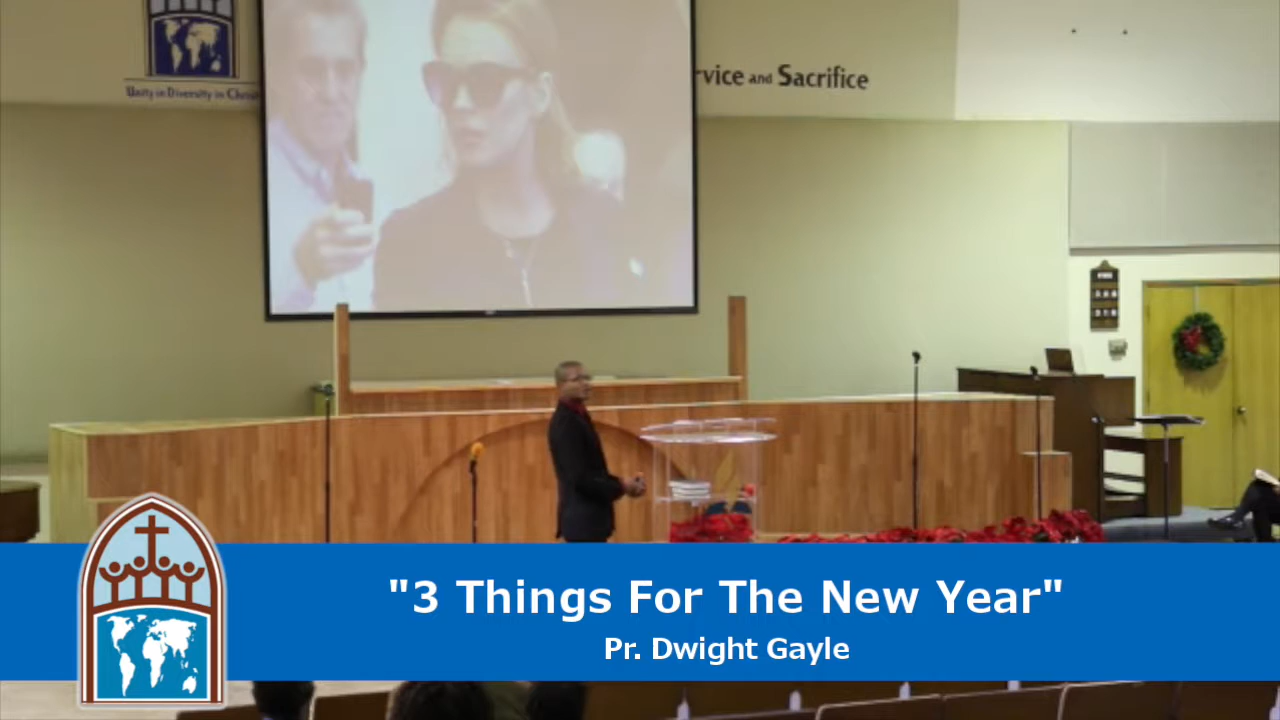 Unity in Diversity in Christ
rvice and Sacrifice
"3 Things For The New Year"
Pr. Dwight Gayle